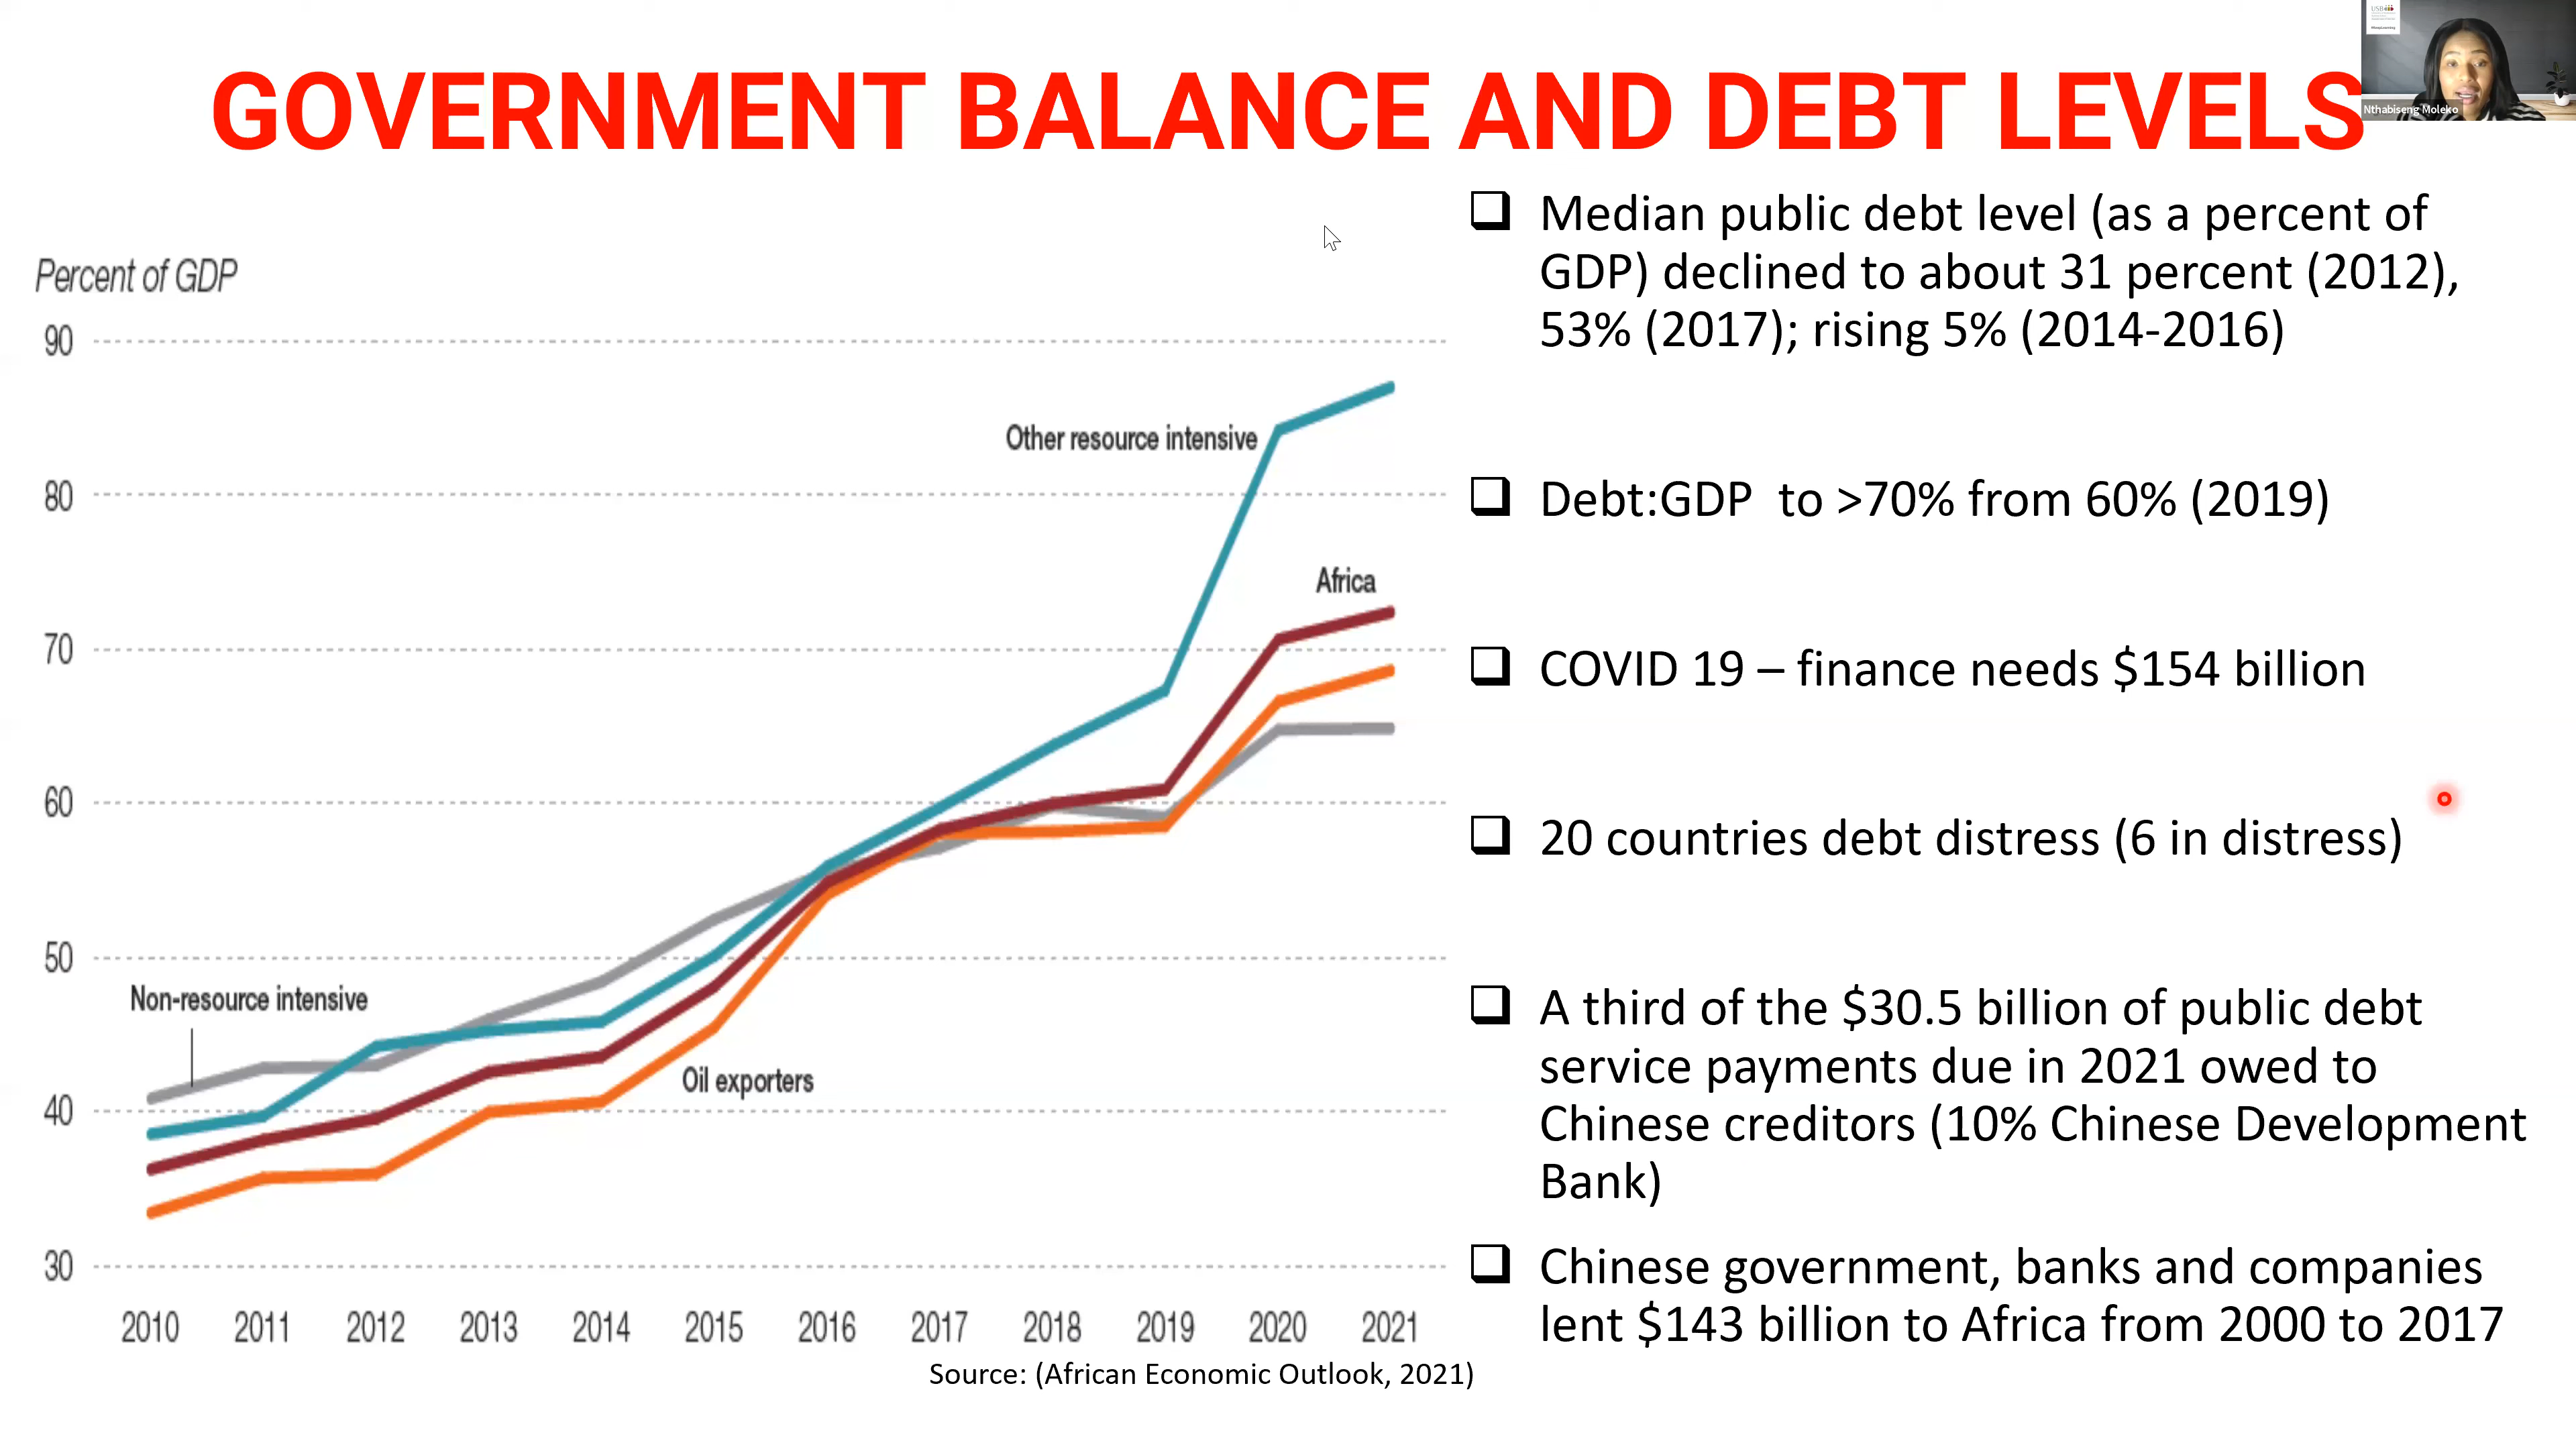 GOVERNMENT BALANCE AND DEBT LEVELS
USB
Nthabiseng Moleko
Percent of GDP
90
80
70
60
50
40
30
Other resource intensive
Africa
Non-resource intensive
Oil exporters
2010 2011 2012 2013 2014 2015 2016 2017 2018 2019 2020 2021
Source: (African Economic Outlook, 2021)
Median public debt level (as a percent of
GDP) declined to about 31 percent (2012),
53% (2017); rising 5% (2014-2016)
Debt:GDP to >70% from 60% (2019)
COVID 19 – finance needs $154 billion
20 countries debt distress (6 in distress)
A third of the $30.5 billion of public debt
service payments due in 2021 owed to
Chinese creditors (10% Chinese Development
Bank)
Chinese government, banks and companies
lent $143 billion to Africa from 2000 to 2017